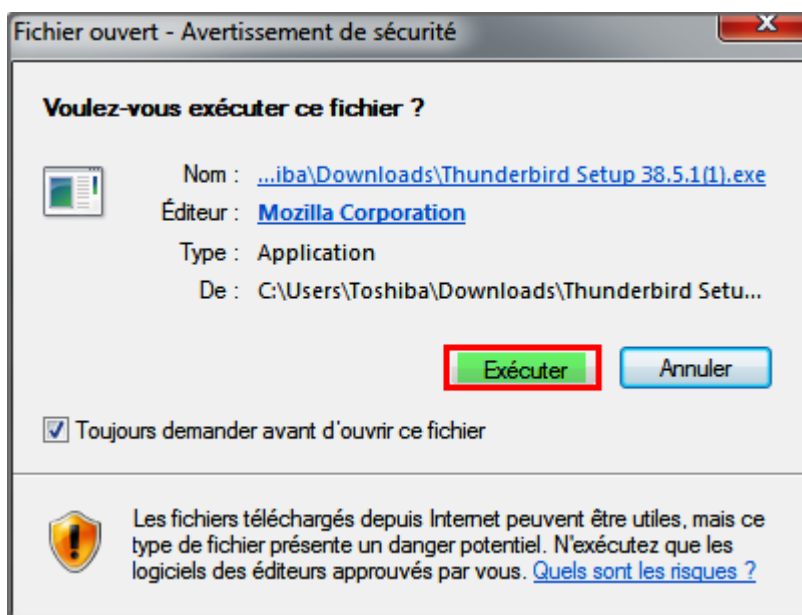 Fichier ouvert - Avertissement de sécurité
Voulez-vous exécuter ce fichier ?
Nom : ...iba\Downloads\Thunderbird Setup 38.5.1(1).exe
Éditeur : Mozilla Corporation
Type : Application
De : C:\Users\Toshiba\Downloads\Thunderbird Setu...
Exécuter Annuler
Toujours demander avant d'ouvrir ce fichier
Les fichiers téléchargés depuis Internet peuvent être utiles, mais ce
type de fichier présente un danger potentiel. N'exécutez que les
logiciels des éditeurs approuvés par vous. Quels sont les risques ?